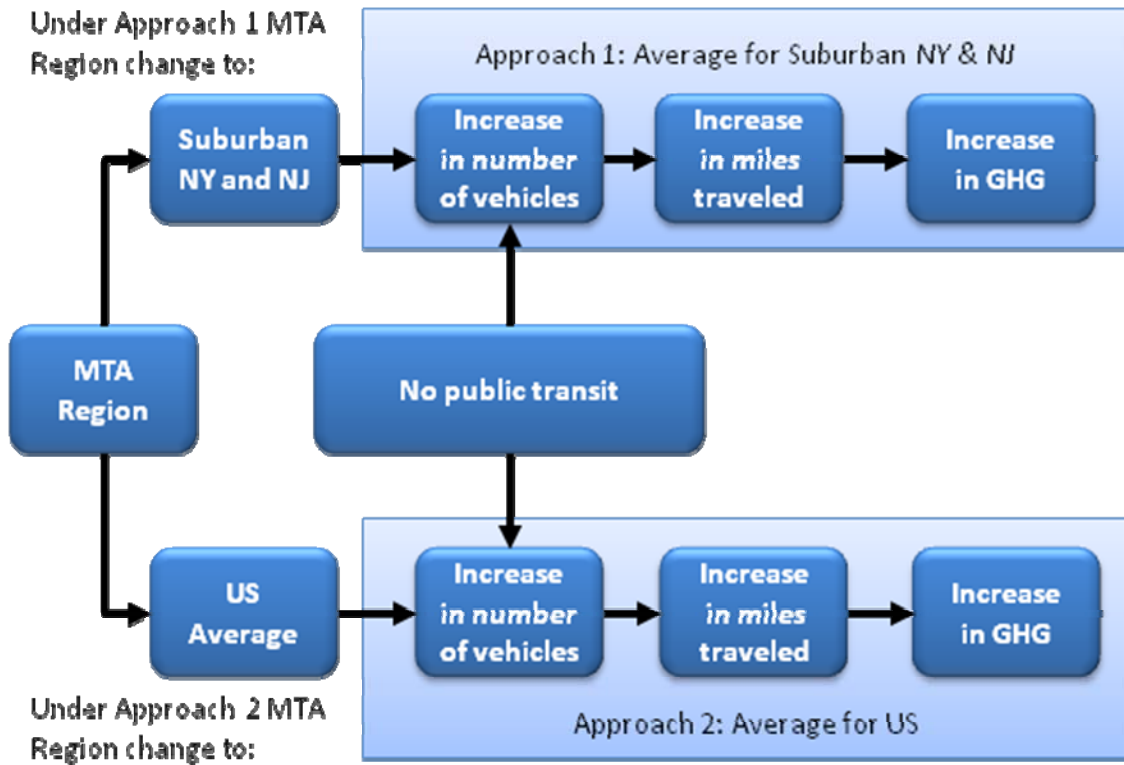 Under Approach 1 MTA
Region change to:
Approach 1: Average for Suburban NY & NJ
Suburban
NY and NJ
Increase
in number
of vehicles
Increase
in miles
traveled
Increase
in GHG
MTA
Region
No public transit
US
Average
Increase
in number
of vehicles
Increase
in miles
traveled
Increase
in GHG
Under Approach 2 MTA
Region change to:
Approach 2: Average for US